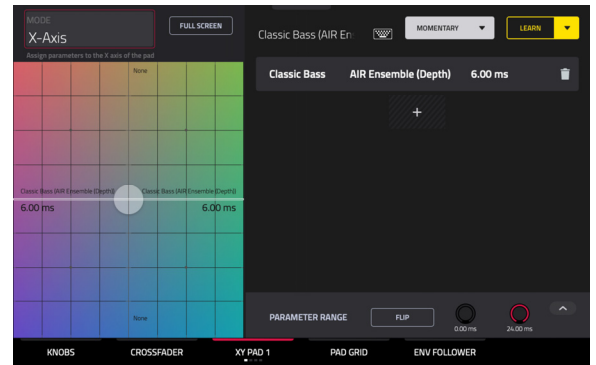 MODE
X-Axis
FULL SCREEN
Assign parameters to the X axis of the pad
Classic Bass (AIR En
MOMENTARY
LEARN
Classic Bass AIR Ensemble (Depth) 6.00 ms
None
Classic Bass (AIR Ensemble (Depth)) Classic Bass (AIR Ensemble (Depth))
6.00 ms 6.00 ms
None
PARAMETER RANGE FLIP
0.00 ms 24.00 ms
KNOBS CROSSFADER XY PAD 1 PAD GRID ENV FOLLOWER